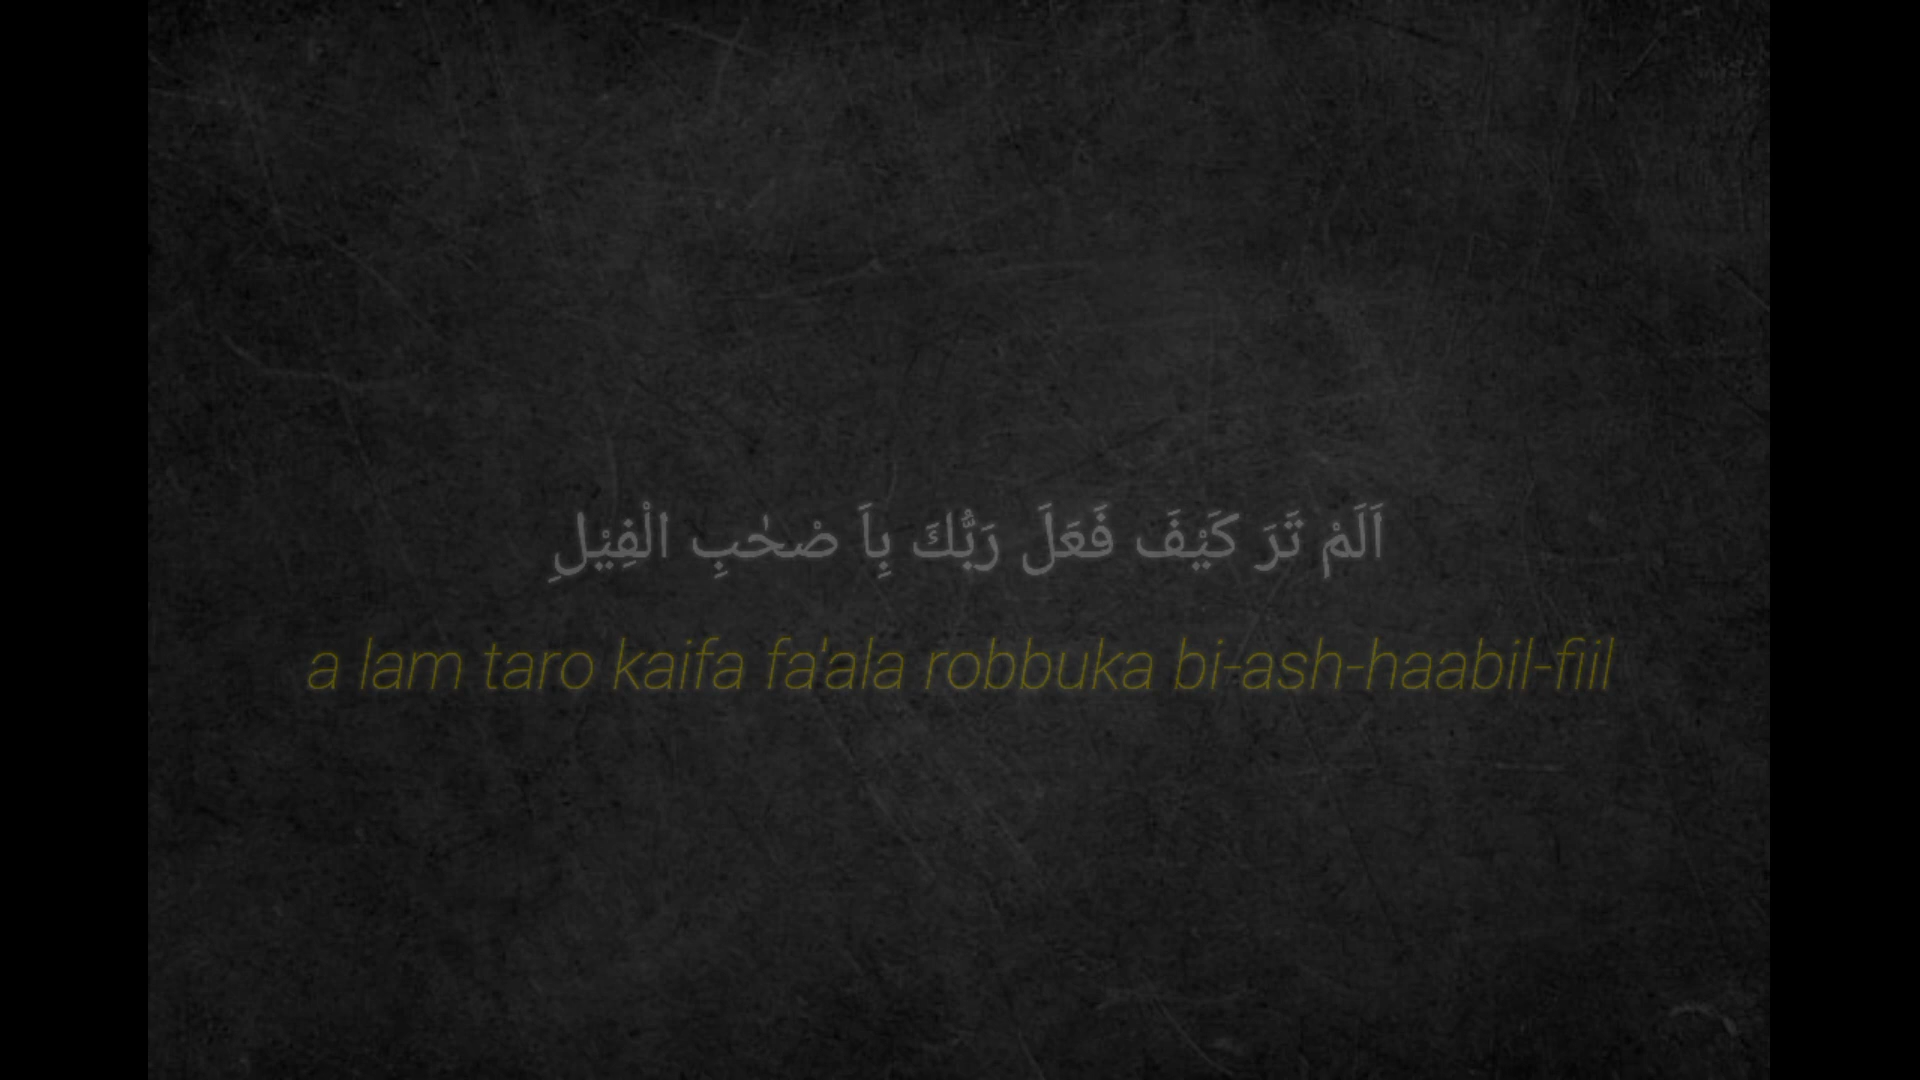 اَلَمْ تَرَ كَيْفَ فَعَلَ رَبُّكَ بِاَ صْحٰبِ الْفِيْلِ
a lam taro kaifa fa'ala robbuka bi-ash-haabil-fiil